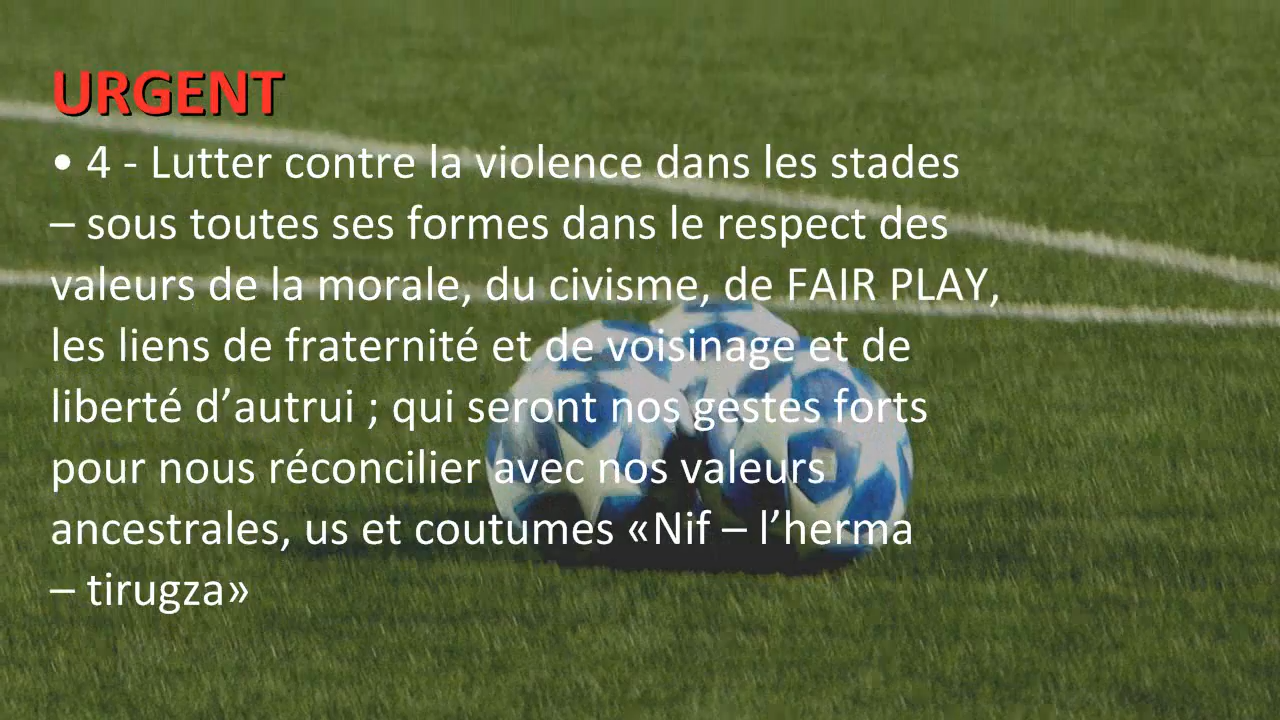 URGENT
• 4 - Lutter contre la violence dans les stades
– sous toutes ses formes dans le respect des
valeurs de la morale, du civisme, de FAIR PLAY,
les liens de fraternité et de voisinage et de
liberté d’autrui ; qui seront nos gestes forts
pour nous réconcilier avec nos valeurs
ancestrales, us et coutumes «Nif – l’herma
– tirugza»